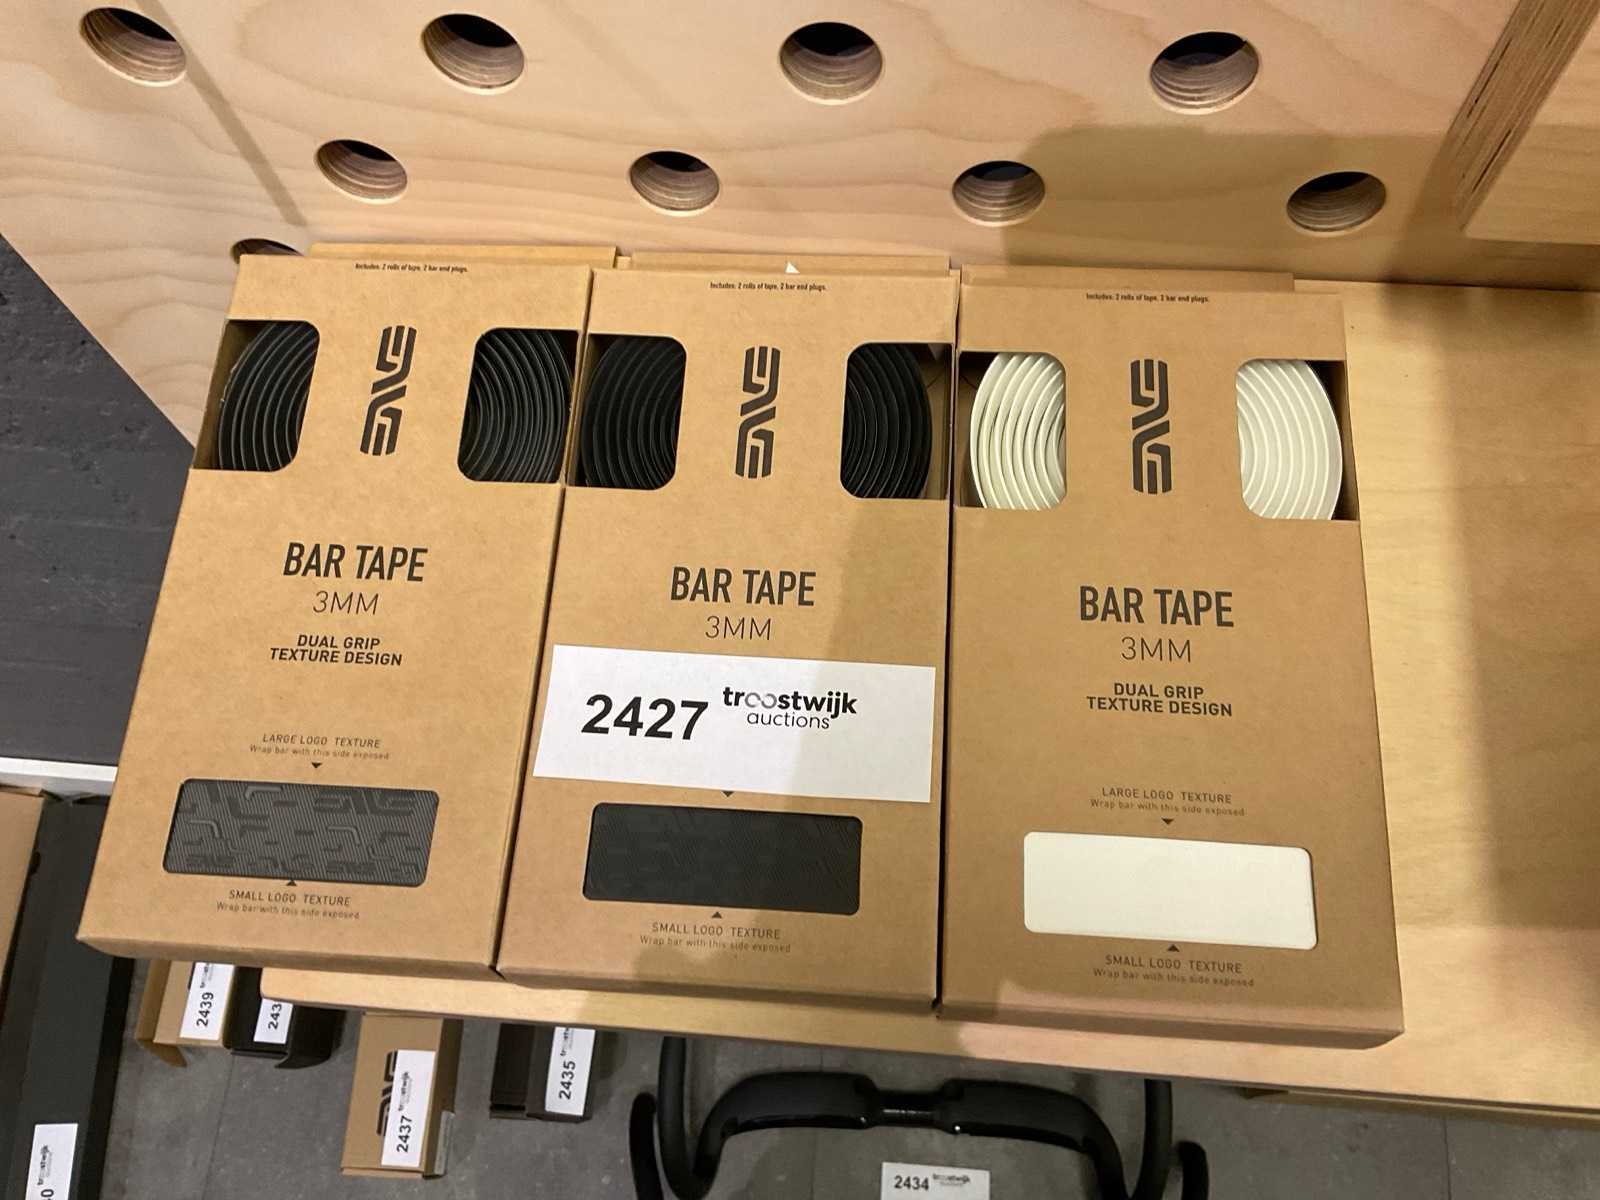 Includes: 2 rolls of tape, 2 bar end plugs.
ENVE
BAR TAPE
3MM
DUAL GRIP
TEXTURE DESIGN
LARGE LOGO TEXTURE
Wrap bar with this side exposed
SMALL LOGO TEXTURE
Wrap bar with this side exposed
Includes: 2 rolls of tape, 2 bar end plugs.
ENVE
BAR TAPE
3MM
2427 troostwijk
auctions
SMALL LOGO TEXTURE
Wrap bar with this side exposed
Includes: 2 rolls of tape, 2 bar end plugs.
ENVE
BAR TAPE
3MM
DUAL GRIP
TEXTURE DESIGN
LARGE LOGO TEXTURE
Wrap bar with this side exposed
SMALL LOGO TEXTURE
Wrap bar with this side exposed
2439
2437 troostwijk
2435
2434 troostwijk